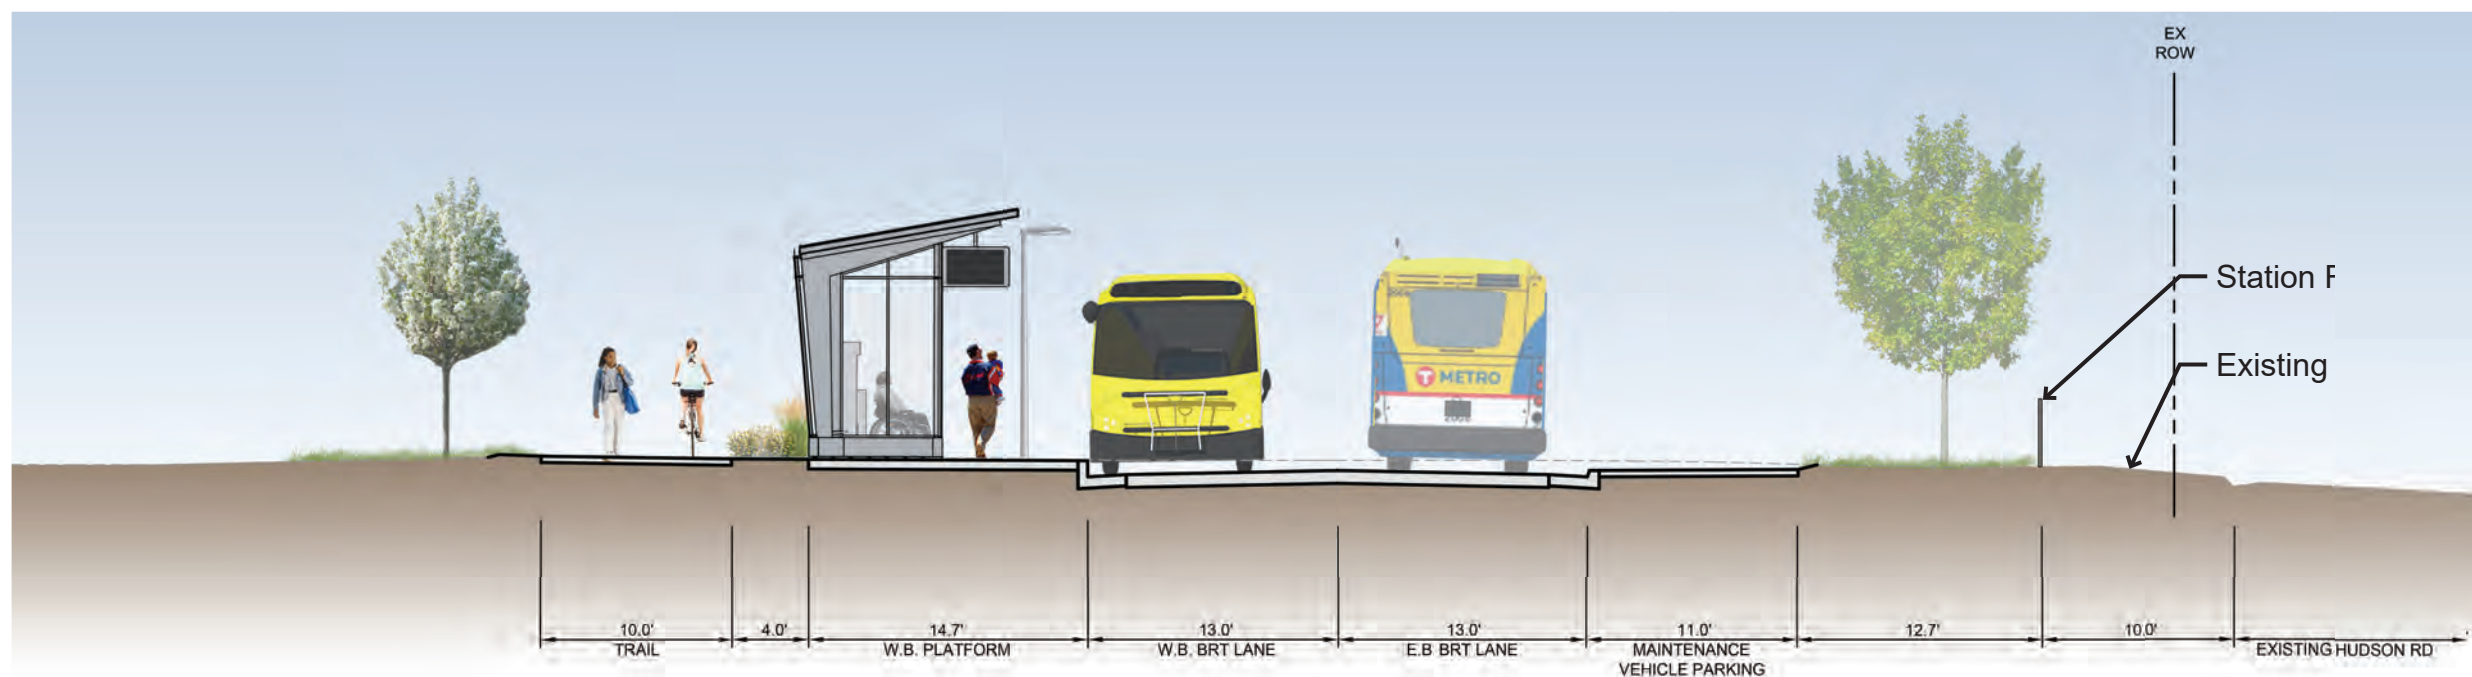 EX
ROW
Station
Existing
METRO
10.0'
TRAIL
4.0'
14.7'
W.B. PLATFORM
13.0'
W.B. BRT LANE
13.0'
E.B BRT LANE
11.0'
MAINTENANCE
VEHICLE PARKING
12.7'
10.0'
EXISTING HUDSON RD